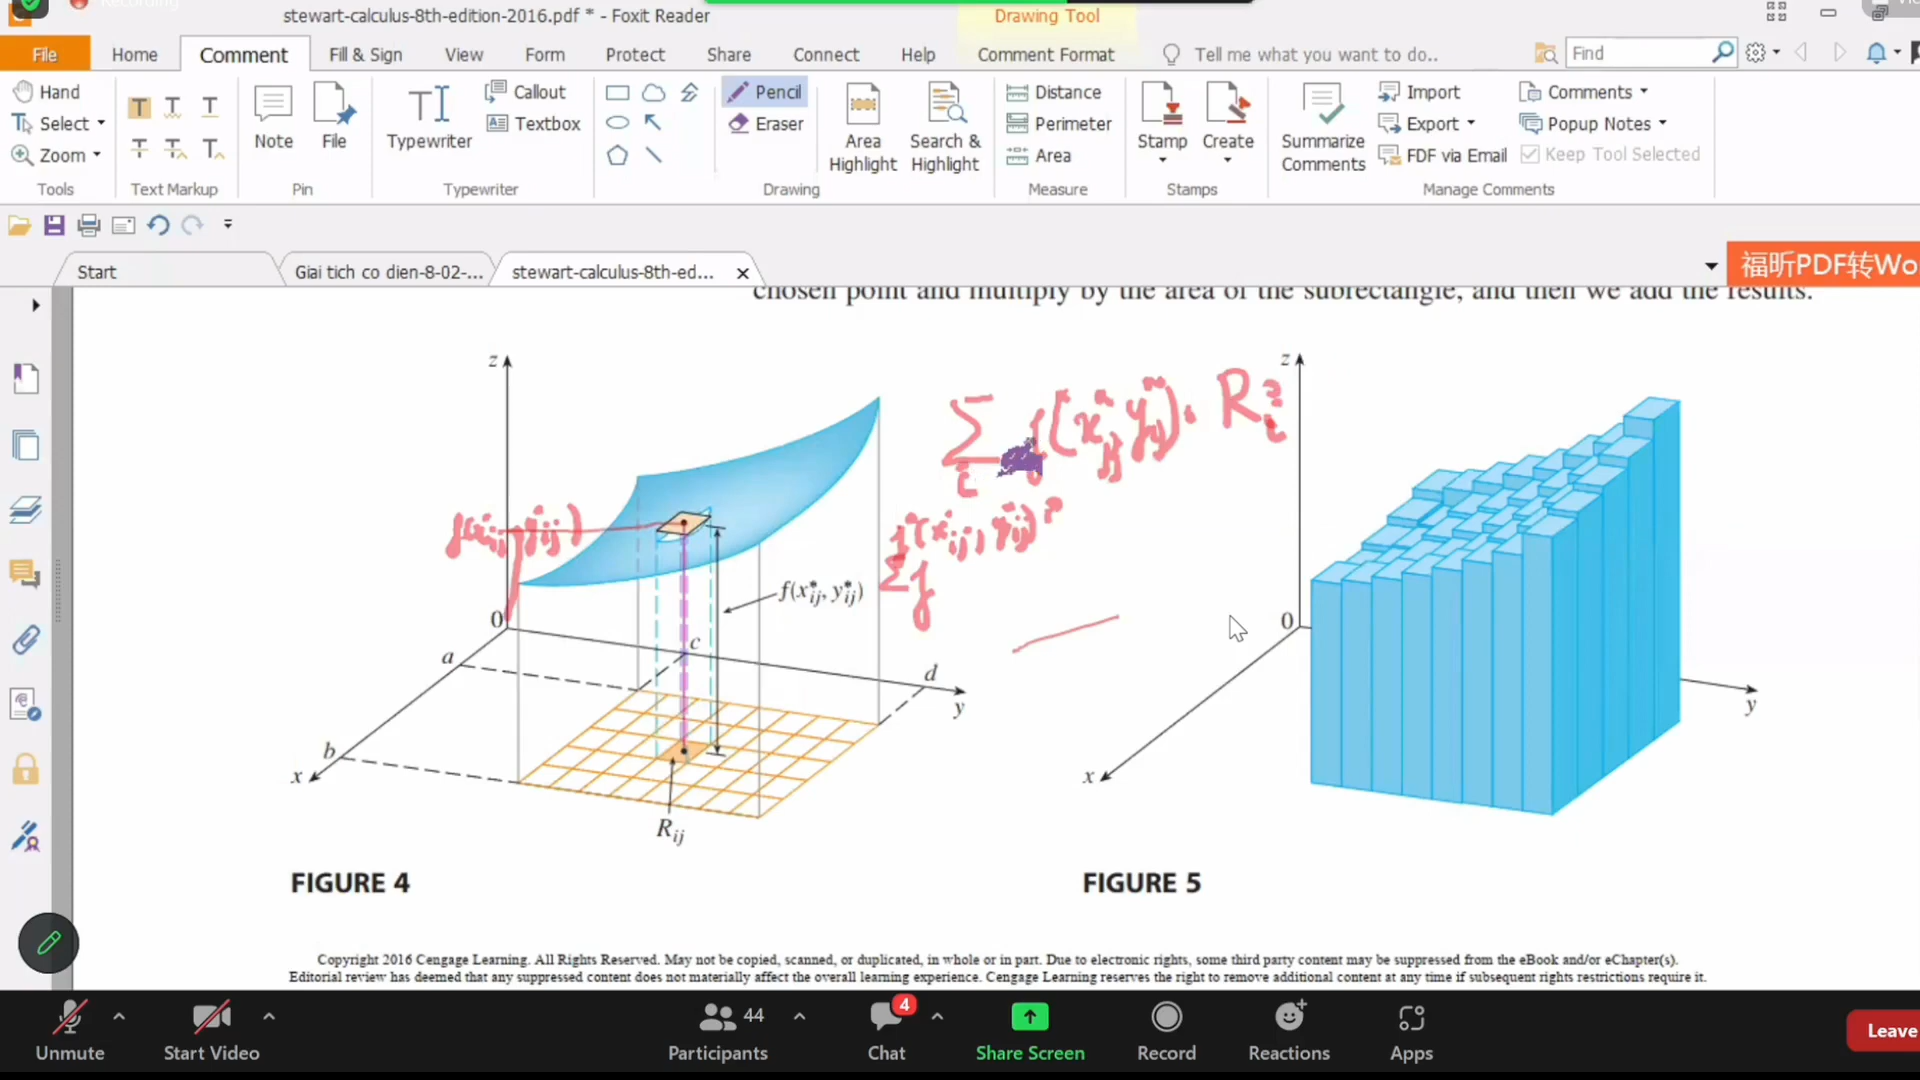 Recording
stewart-calculus-8th-edition-2016.pdf * - Foxit Reader
Drawing Tool
File
Home
Comment
Fill & Sign
View
Form
Protect
Share
Connect
Help
Comment Format
Tell me what you want to do..
Find
Hand
Select
Zoom
Tools
Text Markup
Note
File
Pin
Typewriter
Callout
Textbox
Typewriter
Pencil
Eraser
Area Highlight
Search & Highlight
Drawing
Distance
Perimeter
Area
Measure
Stamp
Create
Stamps
Summarize Comments
Import
Export
FDF via Email
Comments
Popup Notes
Keep Tool Selected
Manage Comments
Start
Giai tich co dien-8-02-...
stewart-calculus-8th-ed...
福昕PDF转Wo
chosen point and multiply by the area of the subrectangle, and then we add the results.
z
0
a
b
x
c
d
y
f(x*ij, y*ij)
Rij
FIGURE 4
z
0
x
y
FIGURE 5
Copyright 2016 Cengage Learning. All Rights Reserved. May not be copied, scanned, or duplicated, in whole or in part. Due to electronic rights, some third party content may be suppressed from the eBook and/or eChapter(s).
Editorial review has deemed that any suppressed content does not materially affect the overall learning experience. Cengage Learning reserves the right to remove additional content at any time if subsequent rights restrictions require it.
Unmute
Start Video
44
Participants
4
Chat
Share Screen
Record
Reactions
Apps
Leave